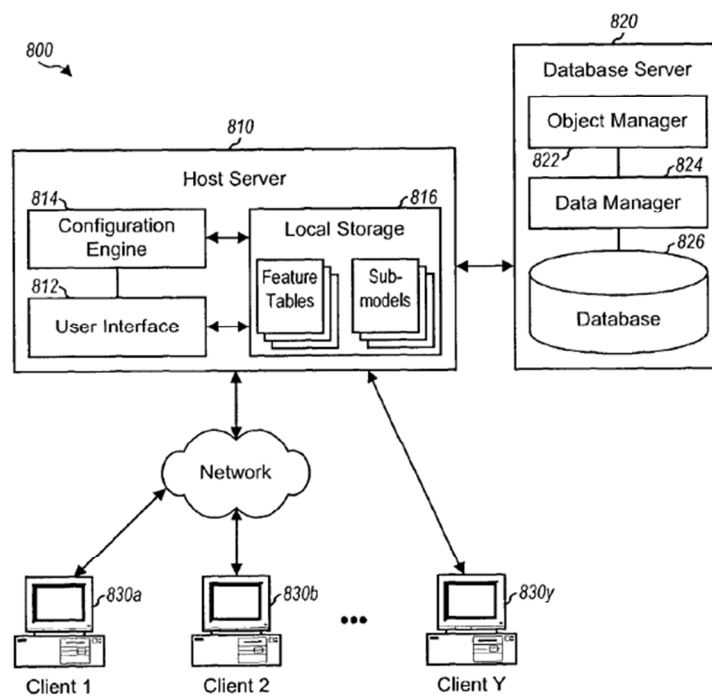 800
820
Database Server
Object Manager
822
824
Data Manager
826
Database
810
Host Server
814
Configuration
Engine
816
Local Storage
Feature
Tables
Sub-
models
812
User Interface
Network
830a
830b
•••
830y
Client 1
Client 2
Client Y